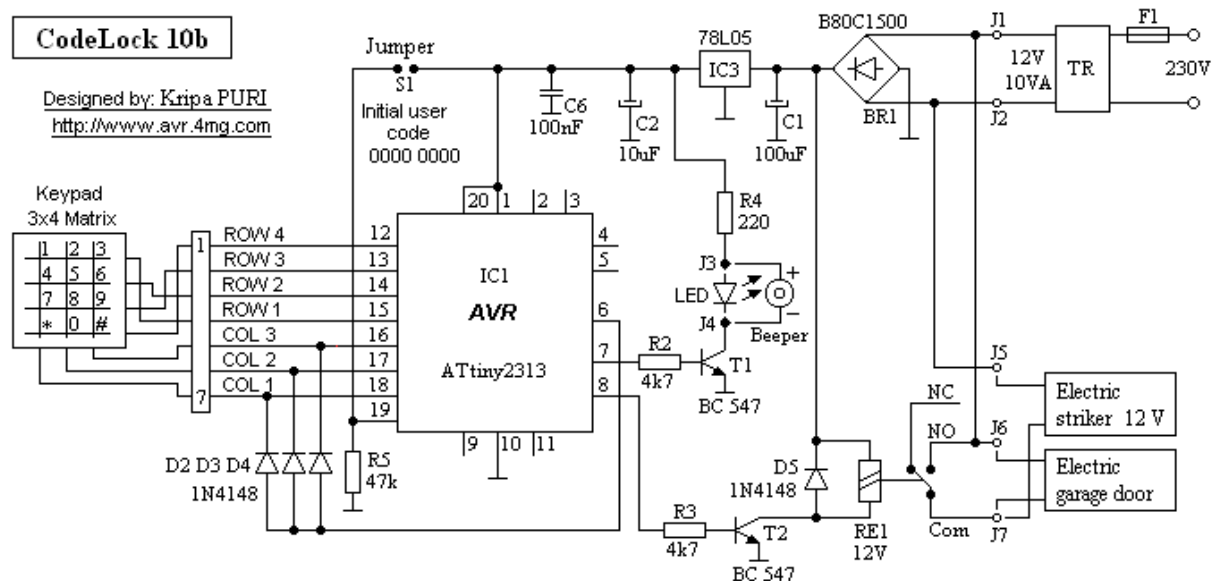 CodeLock 10b
Designed by: Kripa PURI
http://www.avr.4mg.com
Jumper
S1
Initial user
code
0000 0000
C6
100nF
C2
10uF
78L05
IC3
C1
100uF
B80C1500
BR1
J1
J2
12V
10VA
TR
F1
230V
Keypad
3x4 Matrix
1 2 3
4 5 6
7 8 9
* 0 #
1
7
ROW 4
ROW 3
ROW 2
ROW 1
COL 3
COL 2
COL 1
12
13
14
15
16
17
18
19
20 1 2 3
4
5
6
7
8
9 10 11
IC1
AVR
ATtiny2313
R4
220
J3
LED
J4
+
−
Beeper
R2
4k7
T1
BC 547
D2 D3 D4
1N4148
R5
47k
R3
4k7
T2
BC 547
D5
1N4148
RE1
12V
NC
NO
Com
J5
J6
J7
Electric
striker 12 V
Electric
garage door